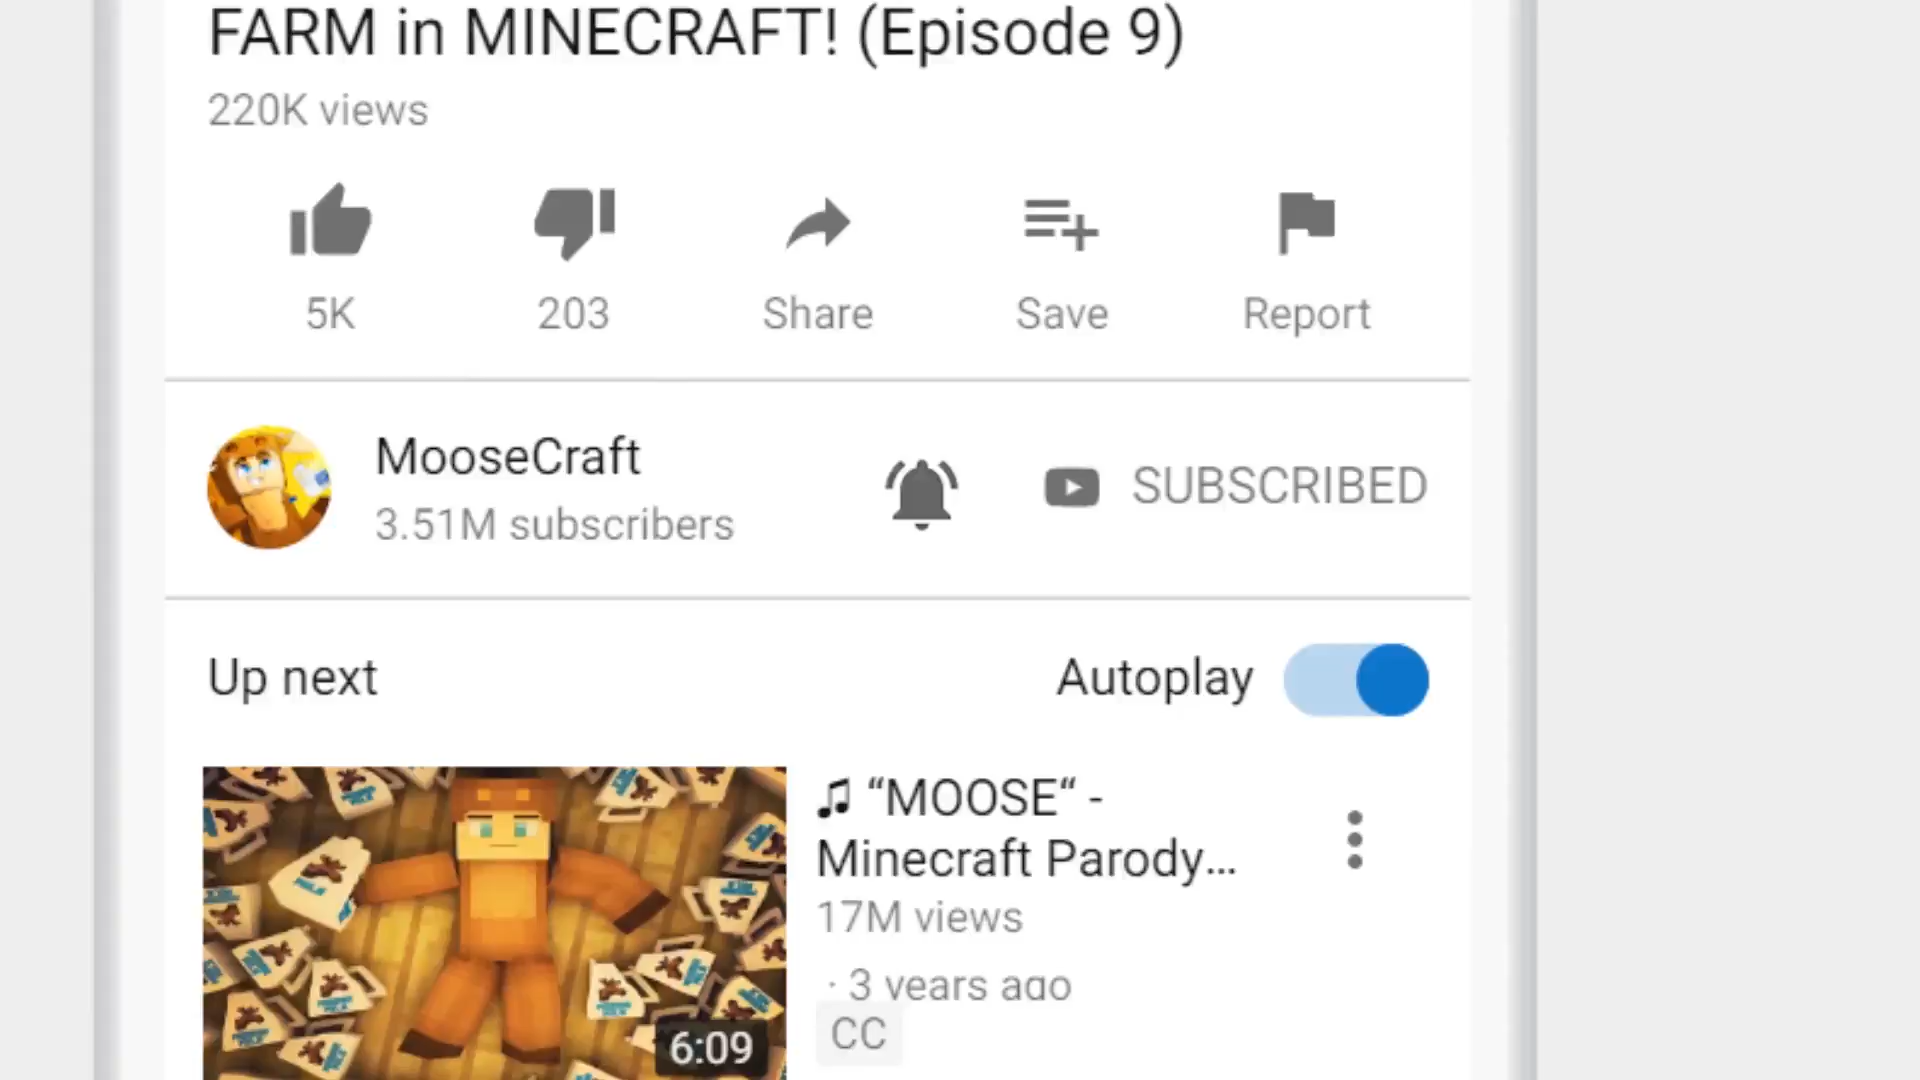 FARM in MINECRAFT! (Episode 9)
220K views
5K
203
Share
Save
Report
MooseCraft
3.51M subscribers
SUBSCRIBED
Up next
Autoplay
♫ “MOOSE“ -
Minecraft Parody...
17M views
· 3 years ago
CC
6:09